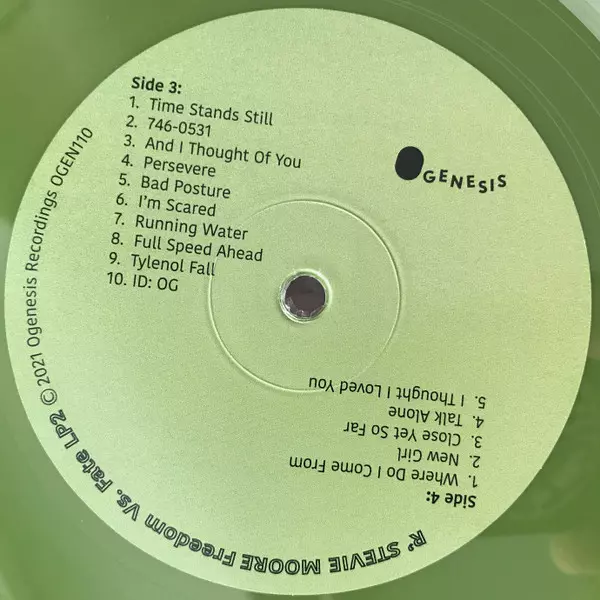 Side 3:
1. Time Stands Still
2. 746-0531
3. And I Thought Of You
4. Persevere
5. Bad Posture
6. I'm Scared
7. Running Water
8. Full Speed Ahead
9. Tylenol Fall
10. ID: OG
OGENESIS
Side 4:
1. Where Do I Come From
2. New Girl
3. Close Yet So Far
4. Talk Alone
5. I Thought I Loved You
R' STEVIE MOORE Freedom Vs. Fate LP2 © 2021 Ogenesis Recordings OGEN110